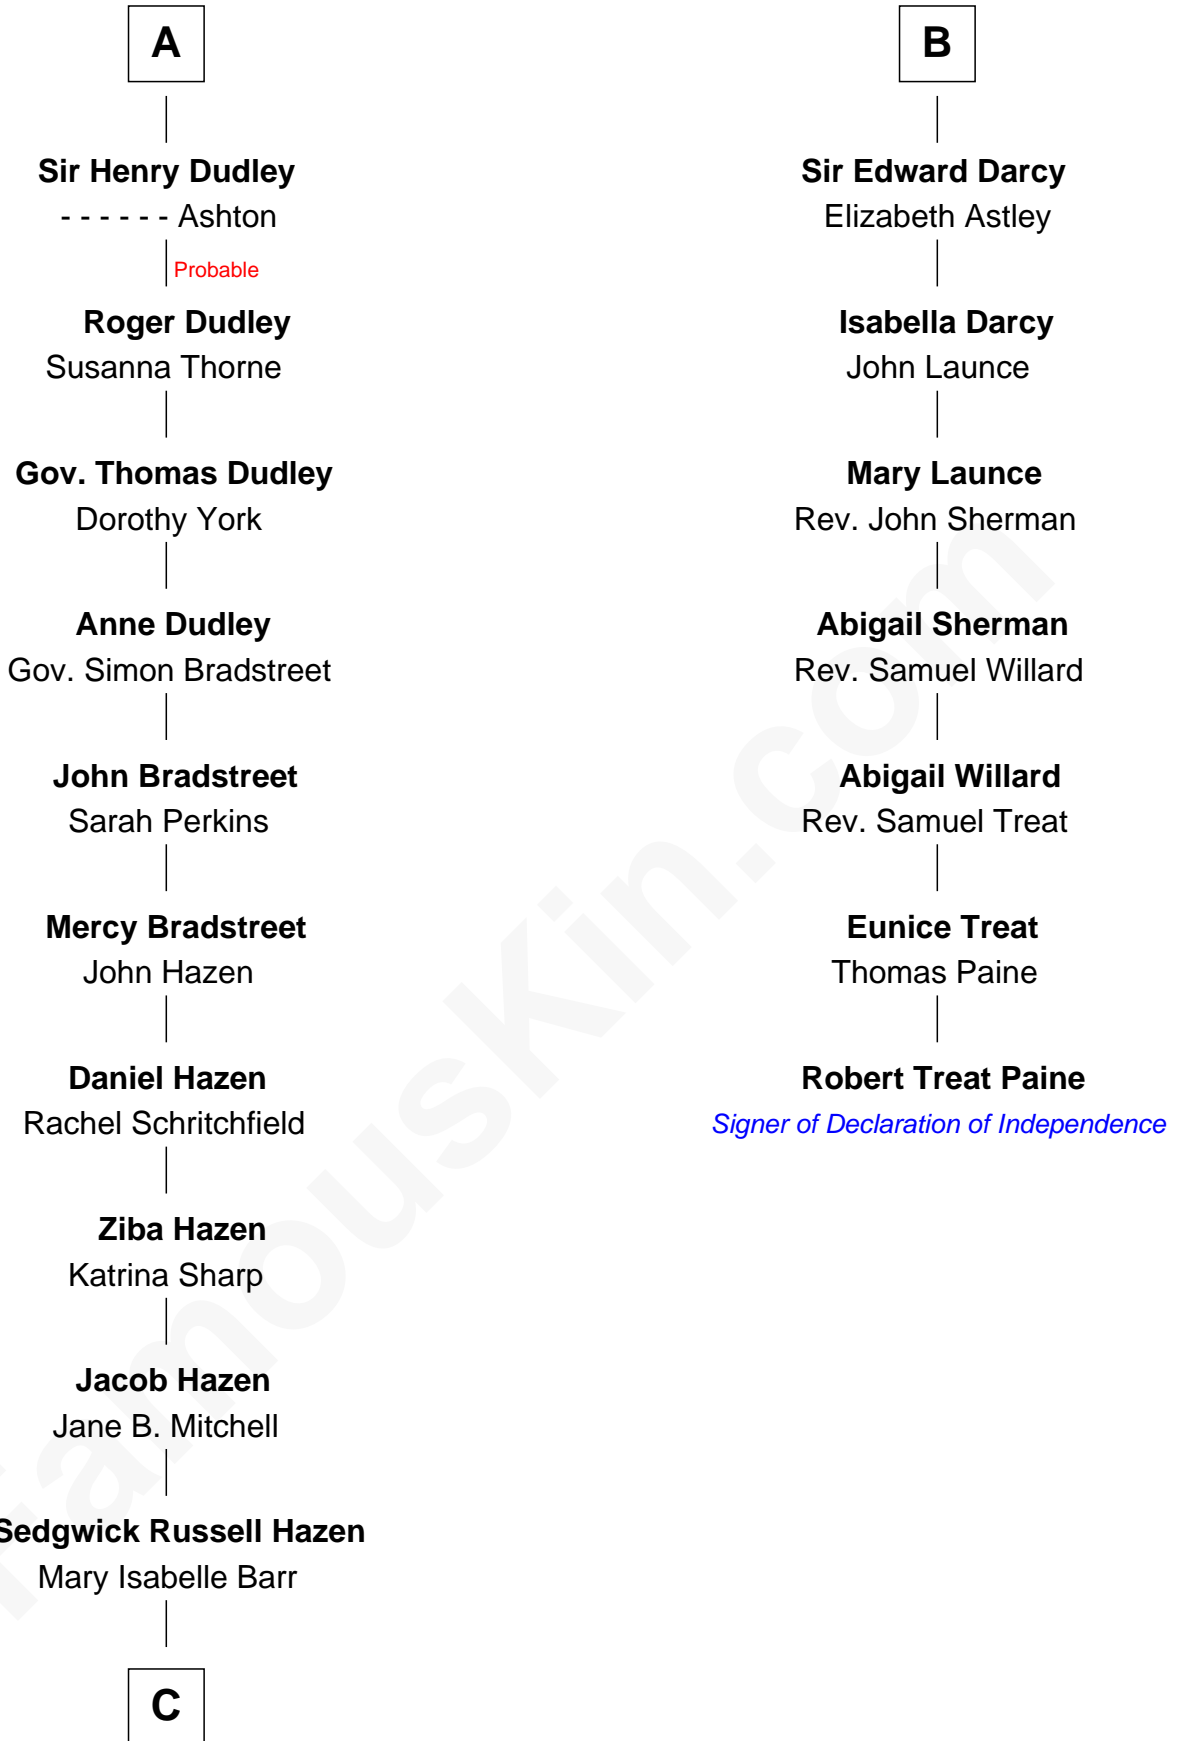 A
Sir Henry Dudley
- - - - - - Ashton
Probable
Roger Dudley
Susanna Thorne
Gov. Thomas Dudley
Dorothy York
Anne Dudley
Gov. Simon Bradstreet
John Bradstreet
Sarah Perkins
Mercy Bradstreet
John Hazen
Daniel Hazen
Rachel Schritchfield
Ziba Hazen
Katrina Sharp
Jacob Hazen
Jane B. Mitchell
Sedgwick Russell Hazen
Mary Isabelle Barr
C
B
Sir Edward Darcy
Elizabeth Astley
Isabella Darcy
John Launce
Mary Launce
Rev. John Sherman
Abigail Sherman
Rev. Samuel Willard
Abigail Willard
Rev. Samuel Treat
Eunice Treat
Thomas Paine
Robert Treat Paine
Signer of Declaration of Independence
FamousKin.com